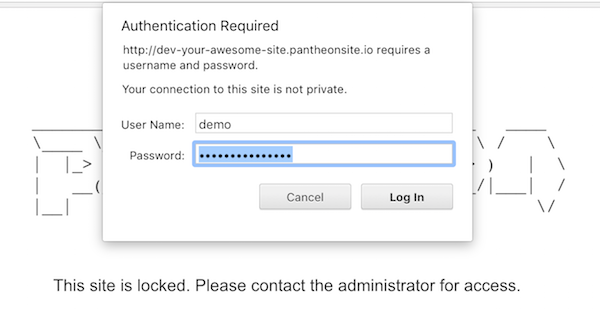 Authentication Required
http://dev-your-awesome-site.pantheonsite.io requires a
username and password.
Your connection to this site is not private.
User Name: demo
Password: •••••••••••••••
Cancel Log In
This site is locked. Please contact the administrator for access.